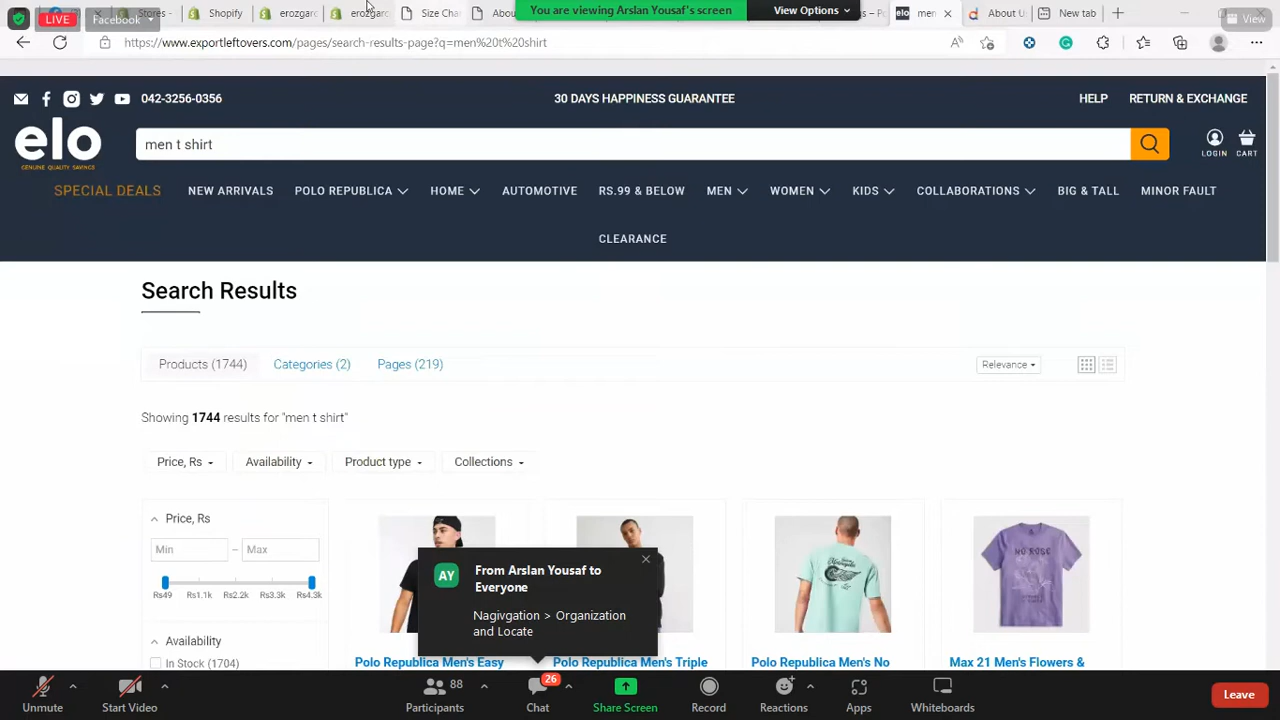 LIVE Facebook
Stores - Shopify erozgar erozgar Size cha About You are viewing Arslan Yousaf's screen View Options men About U New tab View
https://www.exportleftovers.com/pages/search-results-page?q=men%20t%20shirt
042-3256-0356 30 DAYS HAPPINESS GUARANTEE HELP RETURN & EXCHANGE
elo
GENUINE QUALITY SAVINGS
men t shirt
LOGIN CART
SPECIAL DEALS NEW ARRIVALS POLO REPUBLICA HOME AUTOMOTIVE RS.99 & BELOW MEN WOMEN KIDS COLLABORATIONS BIG & TALL MINOR FAULT
CLEARANCE
Search Results
Products (1744) Categories (2) Pages (219) Relevance
Showing 1744 results for "men t shirt"
Price, Rs Availability Product type Collections
Price, Rs
Min – Max
Rs49 Rs1.1k Rs2.2k Rs3.3k Rs4.3k
Availability
In Stock (1704)
NO ROSE
AY From Arslan Yousaf to
Everyone
Nagivgation > Organization
and Locate
Polo Republica Men's Easy Polo Republica Men's Triple Polo Republica Men's No Max 21 Men's Flowers &
Unmute Start Video 88 Participants 26 Chat Share Screen Record Reactions Apps Whiteboards Leave